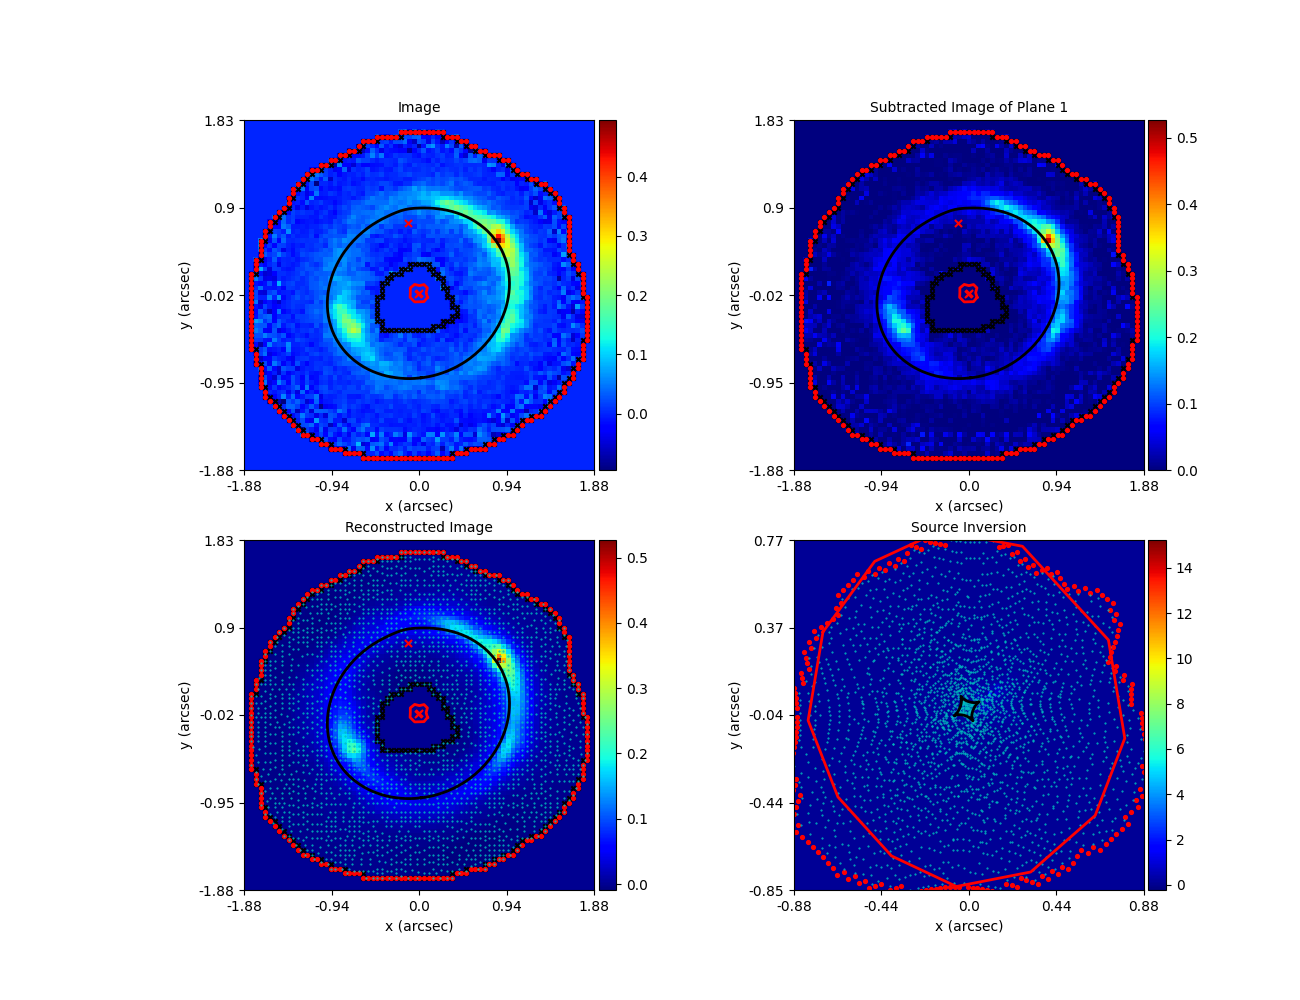 Image
1.83
0.9
-0.02
-0.95
-1.88
y (arcsec)
-1.88 -0.94 0.0 0.94 1.88
x (arcsec)
0.4
0.3
0.2
0.1
0.0
Subtracted Image of Plane 1
1.83
0.9
-0.02
-0.95
-1.88
y (arcsec)
-1.88 -0.94 0.0 0.94 1.88
x (arcsec)
0.5
0.4
0.3
0.2
0.1
0.0
Reconstructed Image
1.83
0.9
-0.02
-0.95
-1.88
y (arcsec)
-1.88 -0.94 0.0 0.94 1.88
x (arcsec)
0.5
0.4
0.3
0.2
0.1
0.0
Source Inversion
0.77
0.37
-0.04
-0.44
-0.85
y (arcsec)
-0.88 -0.44 0.0 0.44 0.88
x (arcsec)
14
12
10
8
6
4
2
0